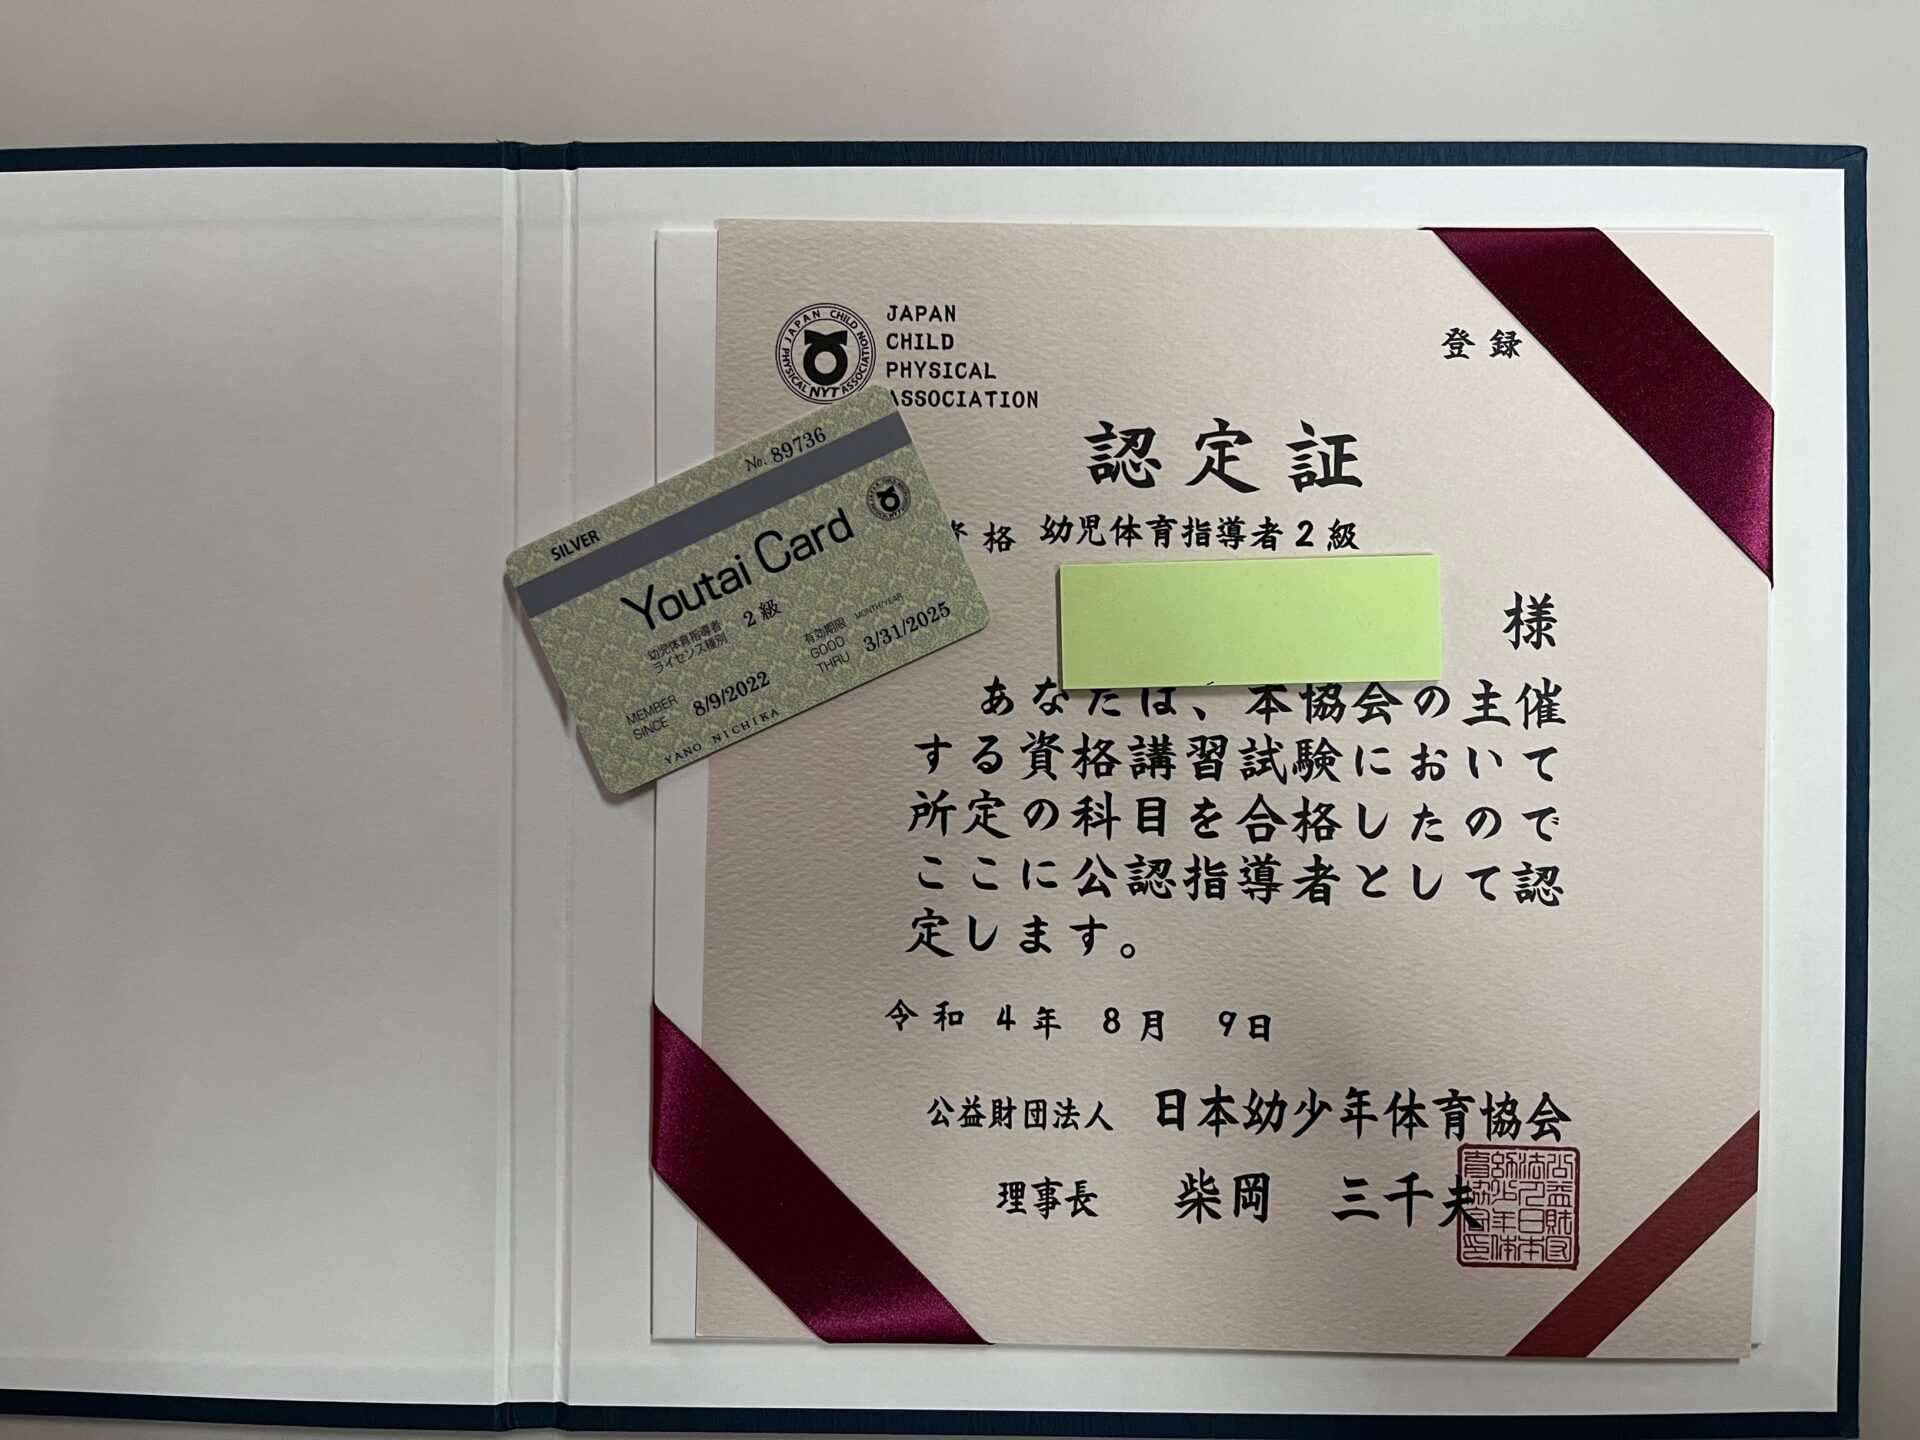 JAPAN
CHILD
PHYSICAL
ASSOCIATION
JAPAN CHILD PHYSICAL NYT ASSOCIATION
登録
認定証
格 幼児体育指導者2級
様
あなたは、本協会の主催
する資格講習試験において
所定の科目を合格したので
ここに公認指導者として認
定します。
令和 4年 8月 9日
公益財団法人 日本幼少年体育協会
理事長 柴岡 三千夫
No. 89736
SILVER
Youtai Card
幼児体育指導者
ライセンス種別
2級
有効期限
GOOD
THRU
MONTH/YEAR
3/31/2025
MEMBER
SINCE
8/9/2022
YANO NICHIKA